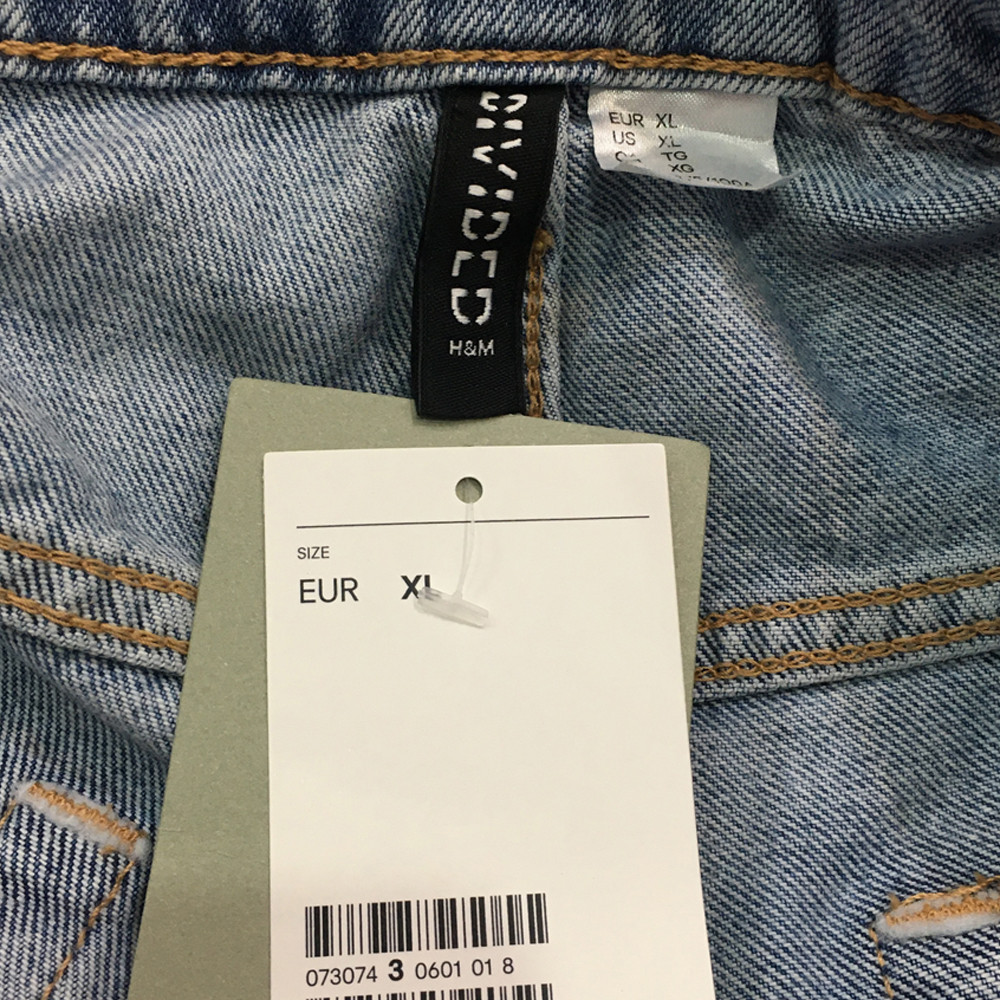 DIVIDED
H&M
EUR XL
US XL
TG
XG
SIZE
EUR XL
073074 3 0601 01 8